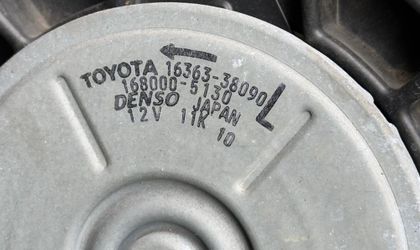 TOYOTA 16363-38090
168000-5130
DENSO JAPAN
12V 11K 10
L